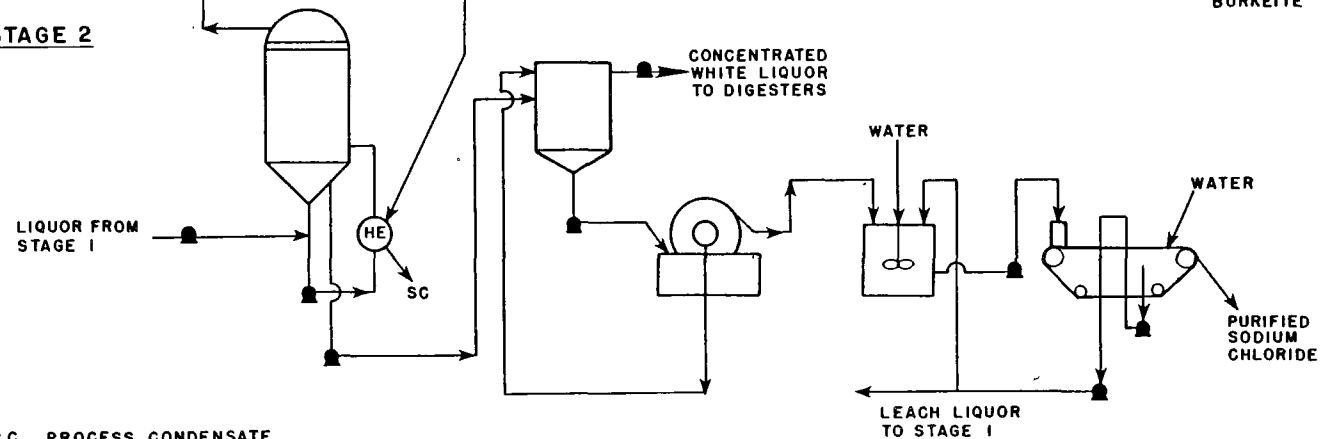 BURKEITE
STAGE 2
CONCENTRATED
WHITE LIQUOR
TO DIGESTERS
WATER
WATER
LIQUOR FROM
STAGE I
HE
SC
PURIFIED
SODIUM
CHLORIDE
LEACH LIQUOR
TO STAGE I
PROCESS CONDENSATE